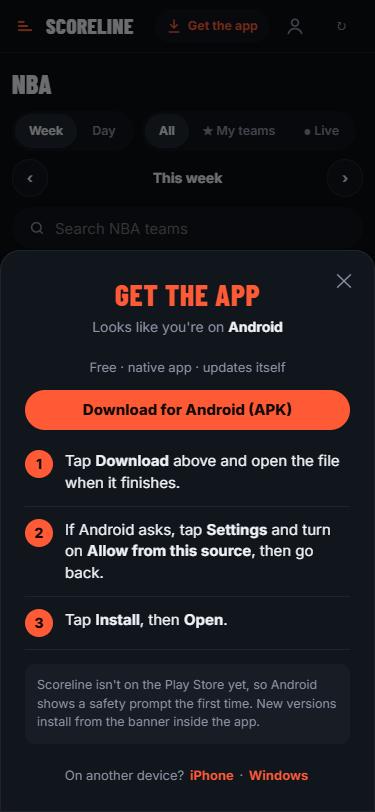 SCORELINE
Get the app
NBA
Week
Day
All
★ My teams
● Live
This week
Search NBA teams
GET THE APP
Looks like you're on Android
Free · native app · updates itself
Download for Android (APK)
1
Tap Download above and open the file
when it finishes.
2
If Android asks, tap Settings and turn
on Allow from this source, then go
back.
3
Tap Install, then Open.
Scoreline isn't on the Play Store yet, so Android
shows a safety prompt the first time. New versions
install from the banner inside the app.
On another device? iPhone · Windows